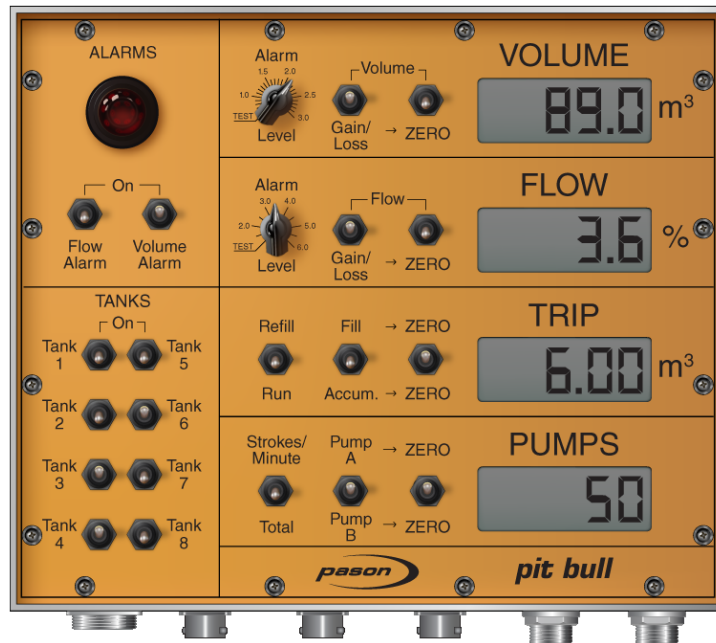 ALARMS
On
Flow Alarm
Volume Alarm
TANKS
On
Tank 1
Tank 5
Tank 2
Tank 6
Tank 3
Tank 7
Tank 4
Tank 8
Alarm
1.0
1.5
2.0
2.5
3.0
TEST
Level
Volume
Gain/
Loss → ZERO
VOLUME
89.0 m³
Alarm
2.0
3.0
4.0
5.0
6.0
TEST
Level
Flow
Gain/
Loss → ZERO
FLOW
3.6 %
Refill Fill → ZERO
Run Accum. → ZERO
TRIP
6.00 m³
Strokes/
Minute
Pump
A → ZERO
Total
Pump
B → ZERO
PUMPS
50
pason
pit bull